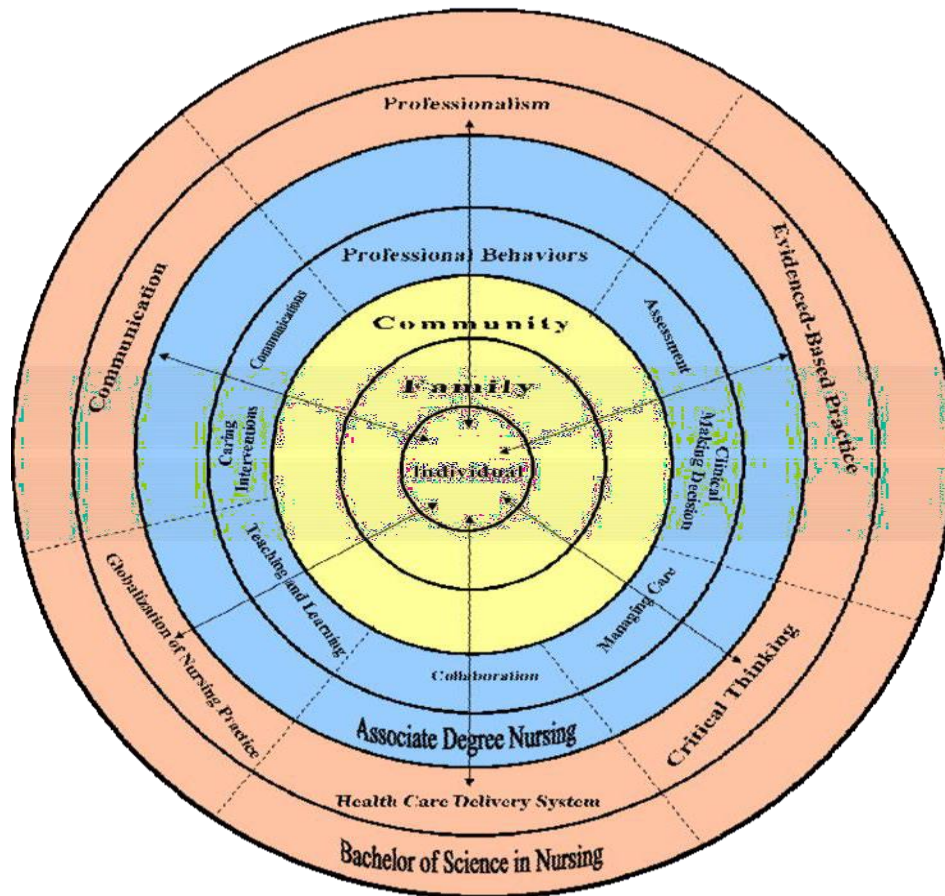 Professionalism
Professional Behaviors
Communication
Communications
Community
Assessment
Evidenced-Based Practice
Family
Caring
Interventions
Individual
Clinical
Making Decision
Globalization of Nursing Practice
Teaching and Learning
Managing Care
Critical Thinking
Collaboration
Associate Degree Nursing
Health Care Delivery System
Bachelor of Science in Nursing